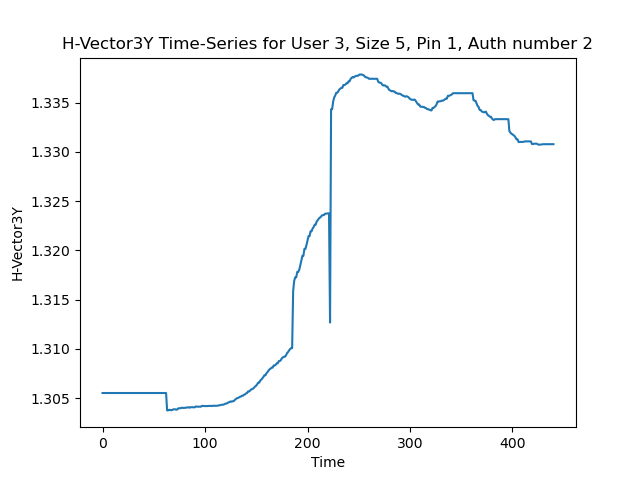 H-Vector3Y Time-Series for User 3, Size 5, Pin 1, Auth number 2
1.335
1.330
1.325
1.320
1.315
1.310
1.305
H-Vector3Y
0 100 200 300 400
Time